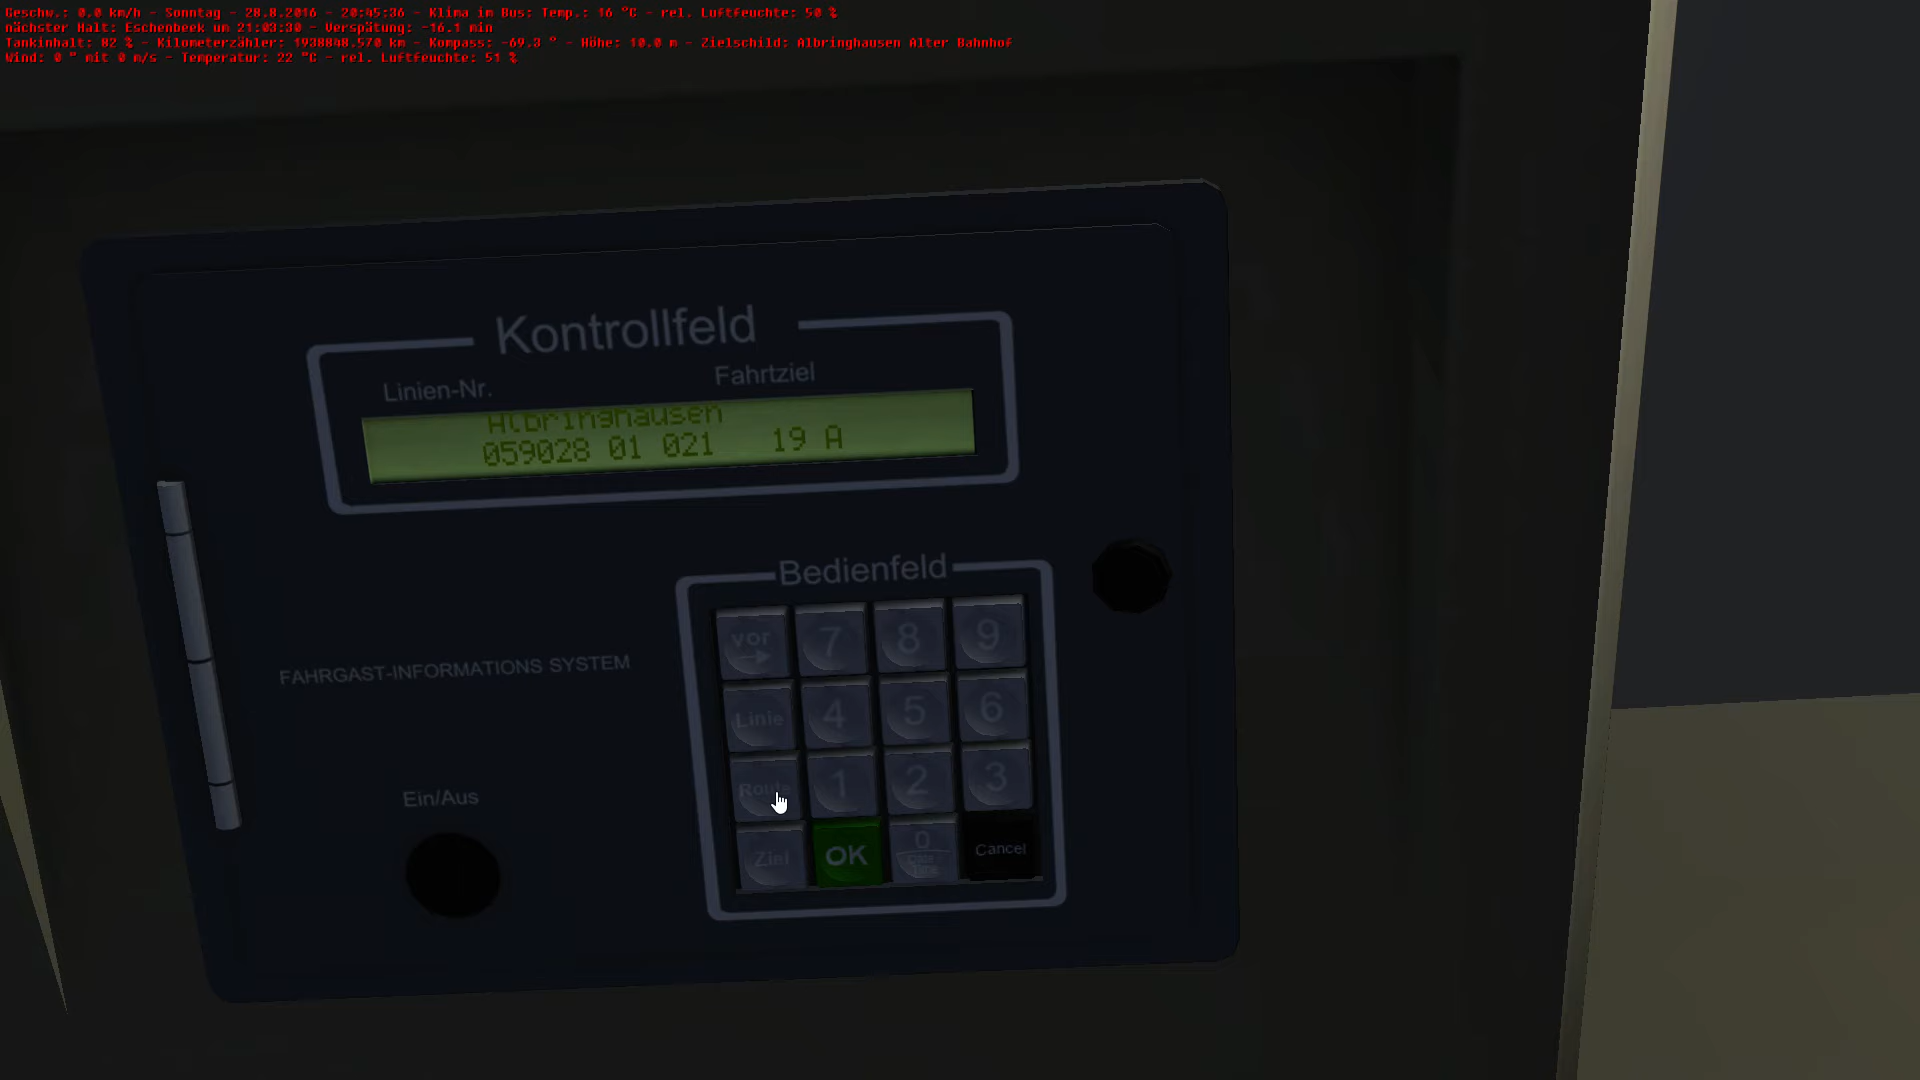 Geschw.: 0.0 km/h - Sonntag - 28.8.2016 - 20:45:36 - Klima im Bus: Temp.: 16 °C - rel. Luftfeuchte: 50 %
nächster Halt: Eschenbeek um 21:03:30 - Verspätung: -16.1 min
Tankinhalt: 82 % - Kilometerzähler: 1938848.570 km - Kompass: -69.3 ° - Höhe: 10.0 m - Zielschild: Albringhausen Alter Bahnhof
Wind: 0 ° mit 0 m/s - Temperatur: 22 °C - rel. Luftfeuchte: 51 %
Kontrollfeld
Linien-Nr. Fahrtziel
Albringhausen
059028 01 021 19 A
Bedienfeld
vor 7 8 9
Linie 4 5 6
FAHRGAST-INFORMATIONS SYSTEM
Route 1 2 3
Ein/Aus
Ziel OK 0 Cancel